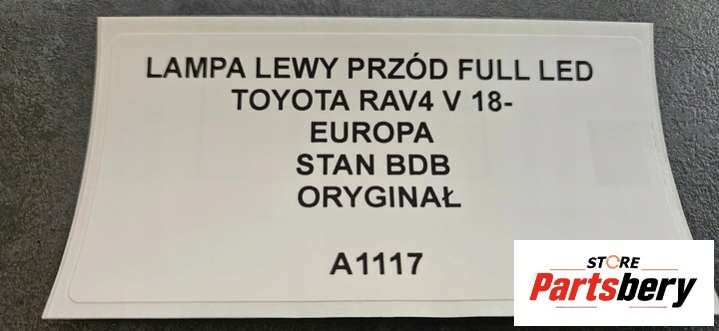 LAMPA LEWY PRZÓD FULL LED
TOYOTA RAV4 V 18-
EUROPA
STAN BDB
ORYGINAŁ
A1117
STORE
Partsbery